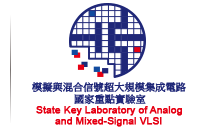 模擬與混合信號超大規模集成電路
國家重點實驗室
State Key Laboratory of Analog
and Mixed-Signal VLSI